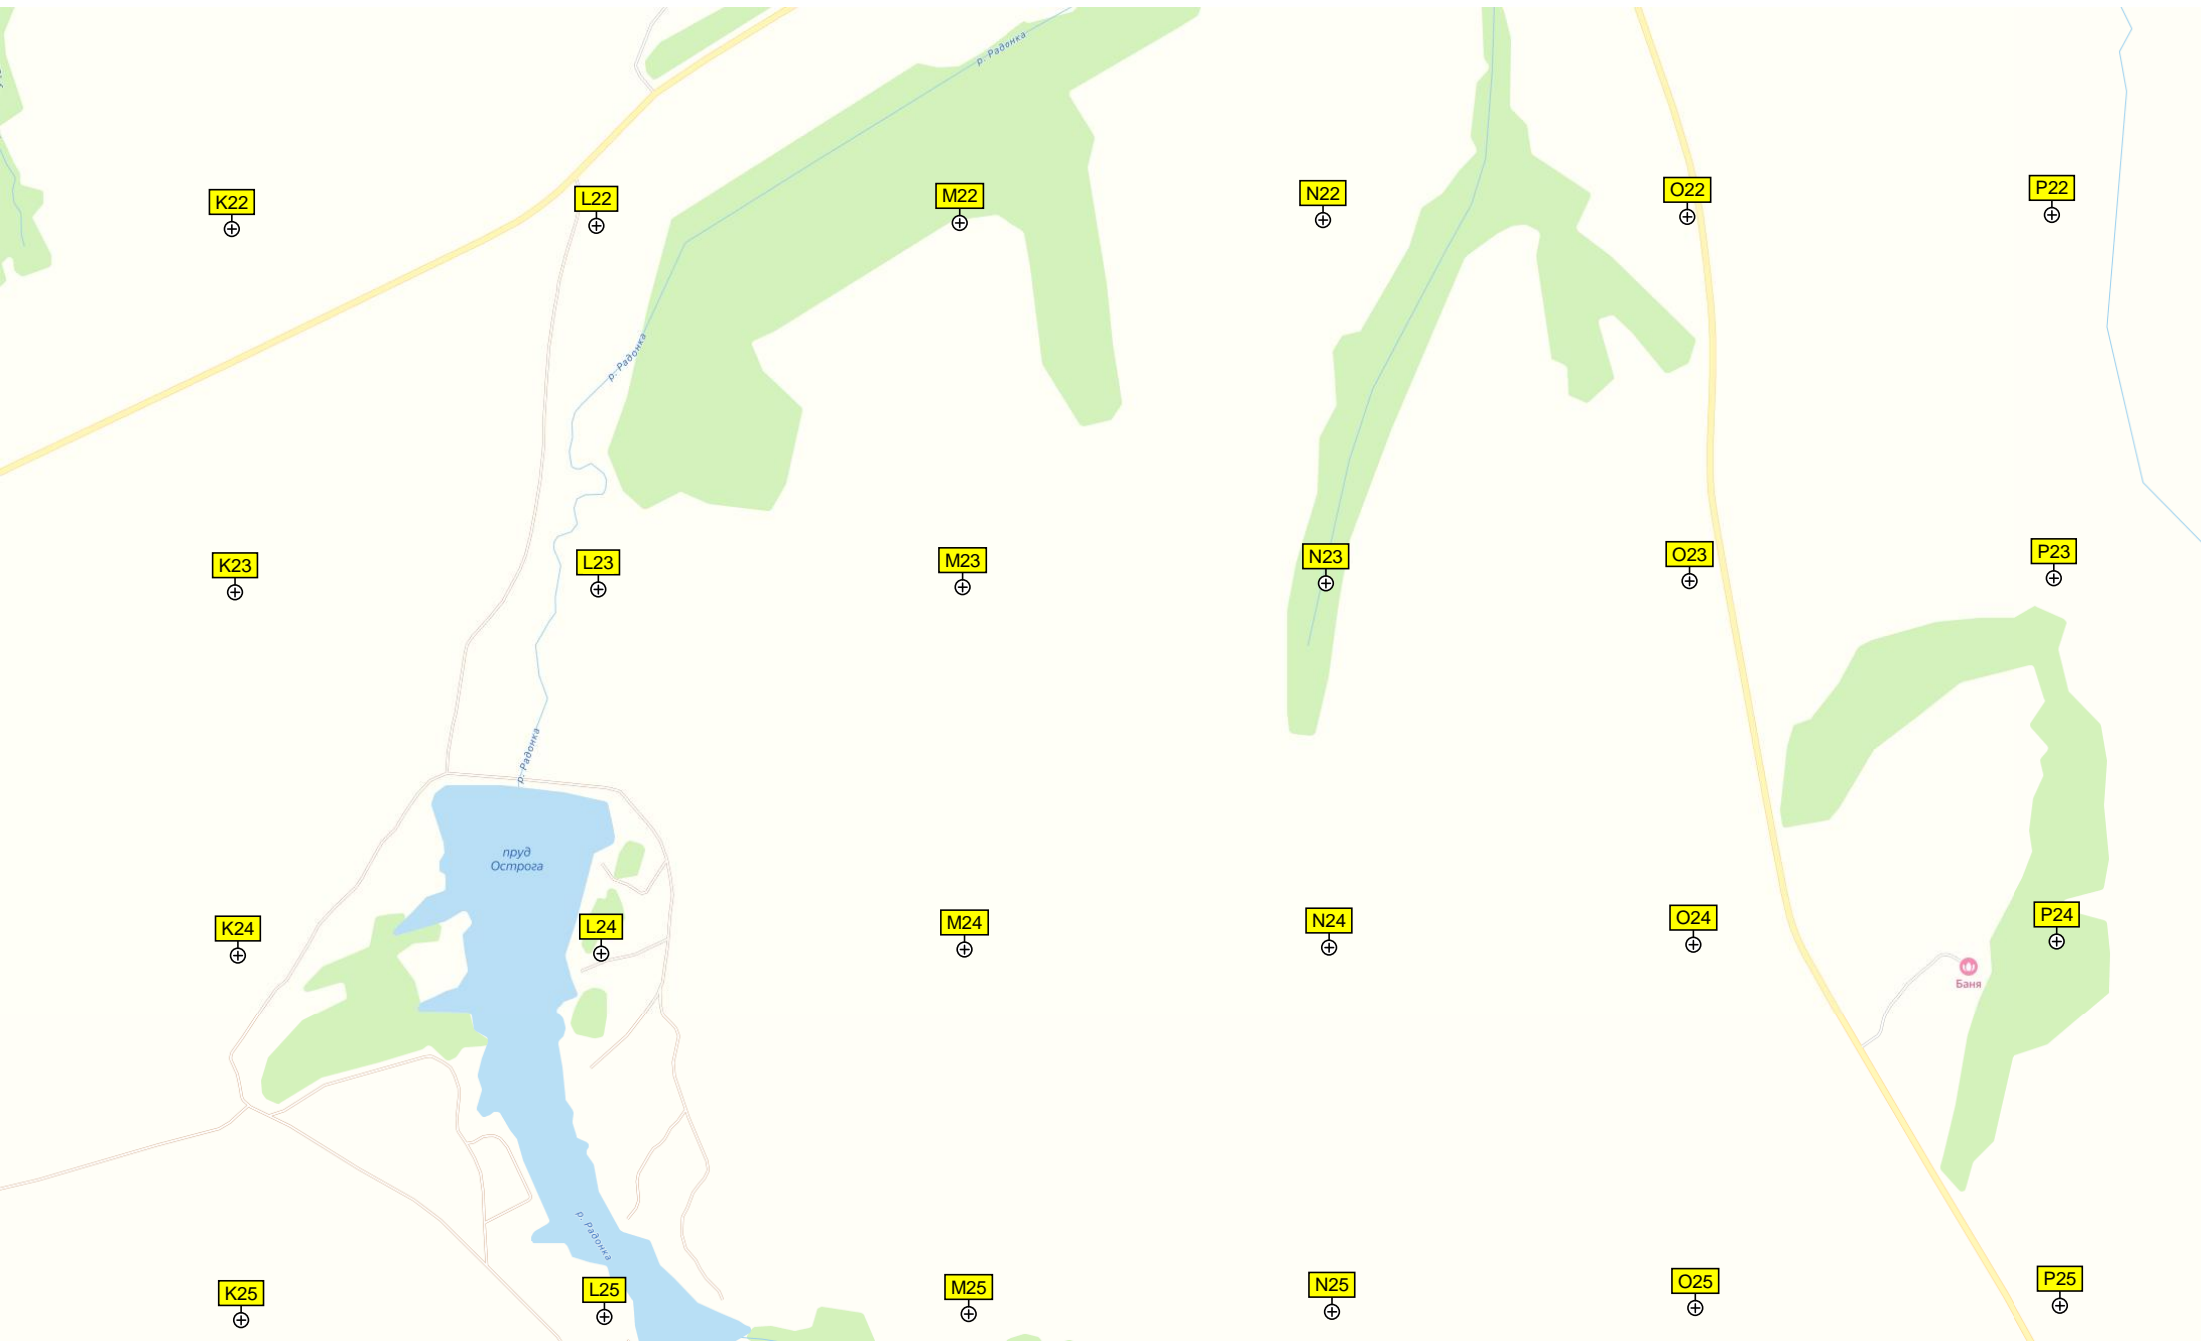 р. Радонка
K22
L22
M22
N22
O22
P22
р. Радонка
K23
L23
M23
N23
O23
P23
р. Радонка
пруд
Острога
K24
L24
M24
N24
O24
P24
Баня
р. Радонка
K25
L25
M25
N25
O25
P25